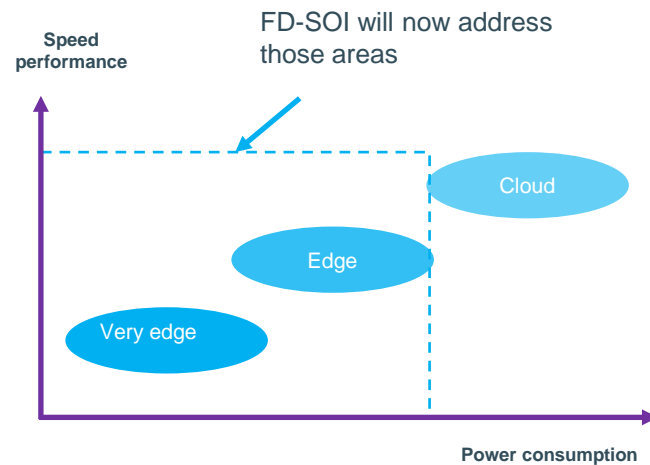 FD-SOI will now address
those areas
Speed
performance
Cloud
Edge
Very edge
Power consumption